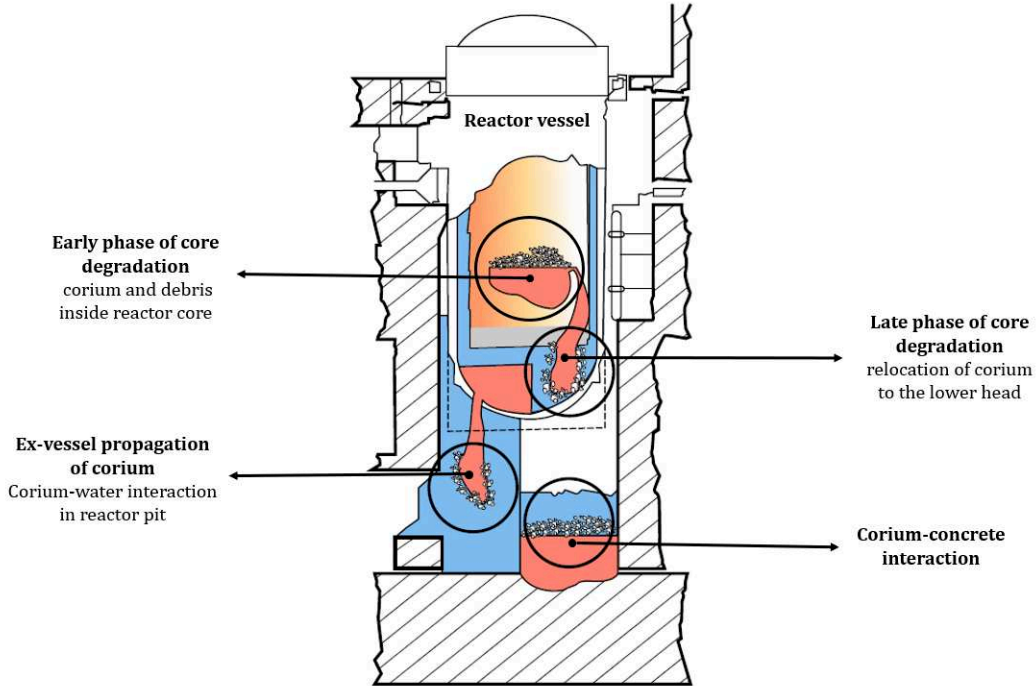 Reactor vessel
Early phase of core
degradation
corium and debris
inside reactor core
Late phase of core
degradation
relocation of corium
to the lower head
Ex-vessel propagation
of corium
Corium-water interaction
in reactor pit
Corium-concrete
interaction